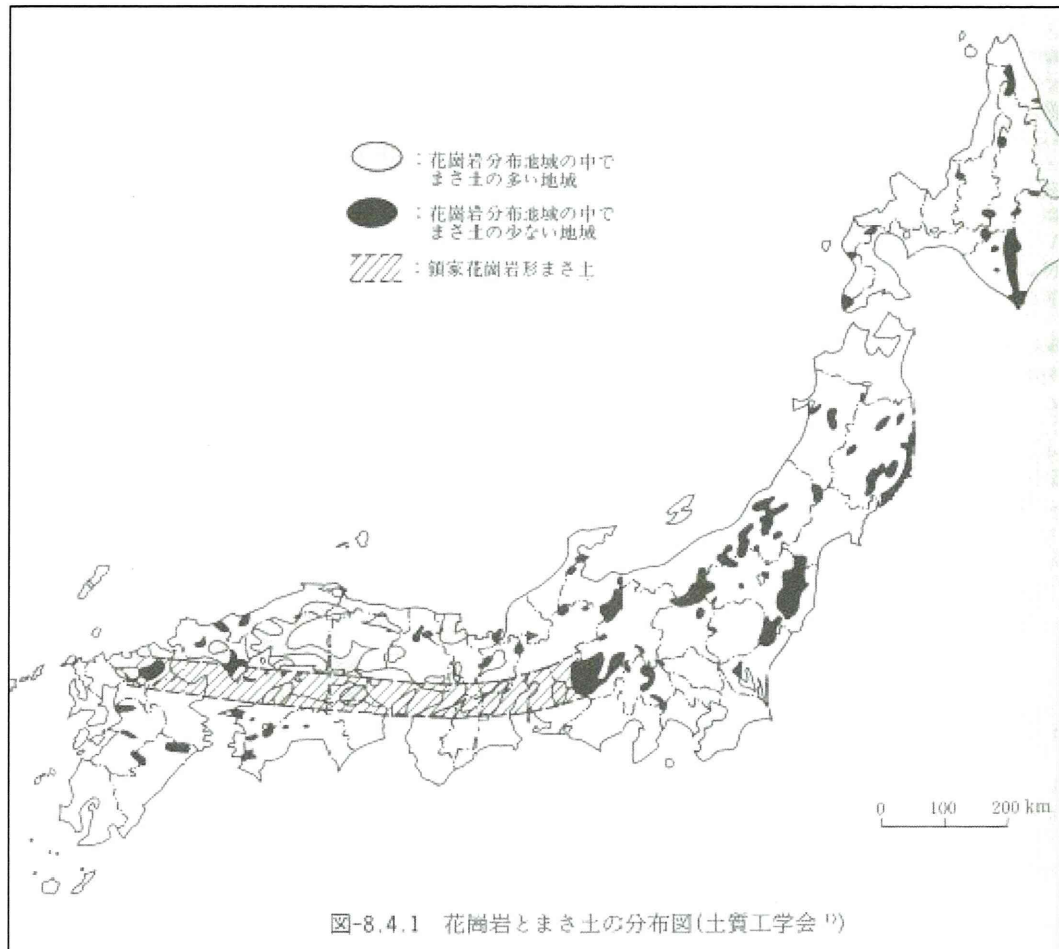 :花崗岩分布地域の中で
まさ土の多い地域
:花崗岩分布地域の中で
まさ土の少ない地域
:領家花崗岩形まさ土
0 100 200 km
図-8.4.1 花崗岩とまさ土の分布図(土質工学会1))